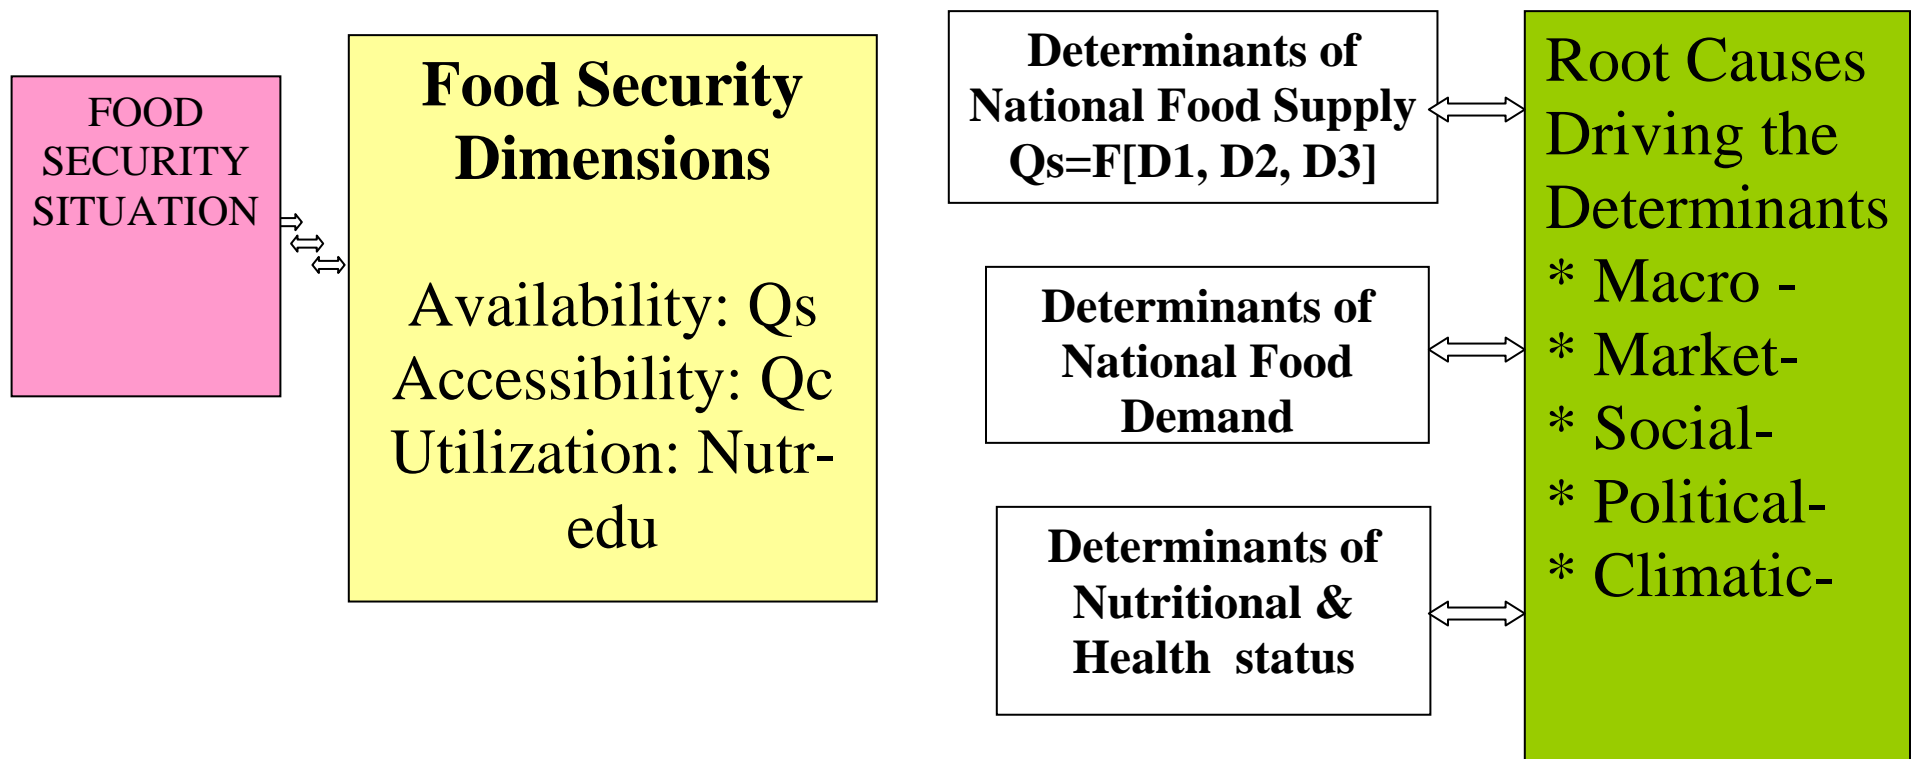 FOOD
SECURITY
SITUATION
Food Security
Dimensions
Availability: Qs
Accessibility: Qc
Utilization: Nutr-
edu
Determinants of
National Food Supply
Qs=F[D1, D2, D3]
Determinants of
National Food
Demand
Determinants of
Nutritional &
Health status
Root Causes
Driving the
Determinants
* Macro -
* Market-
* Social-
* Political-
* Climatic-